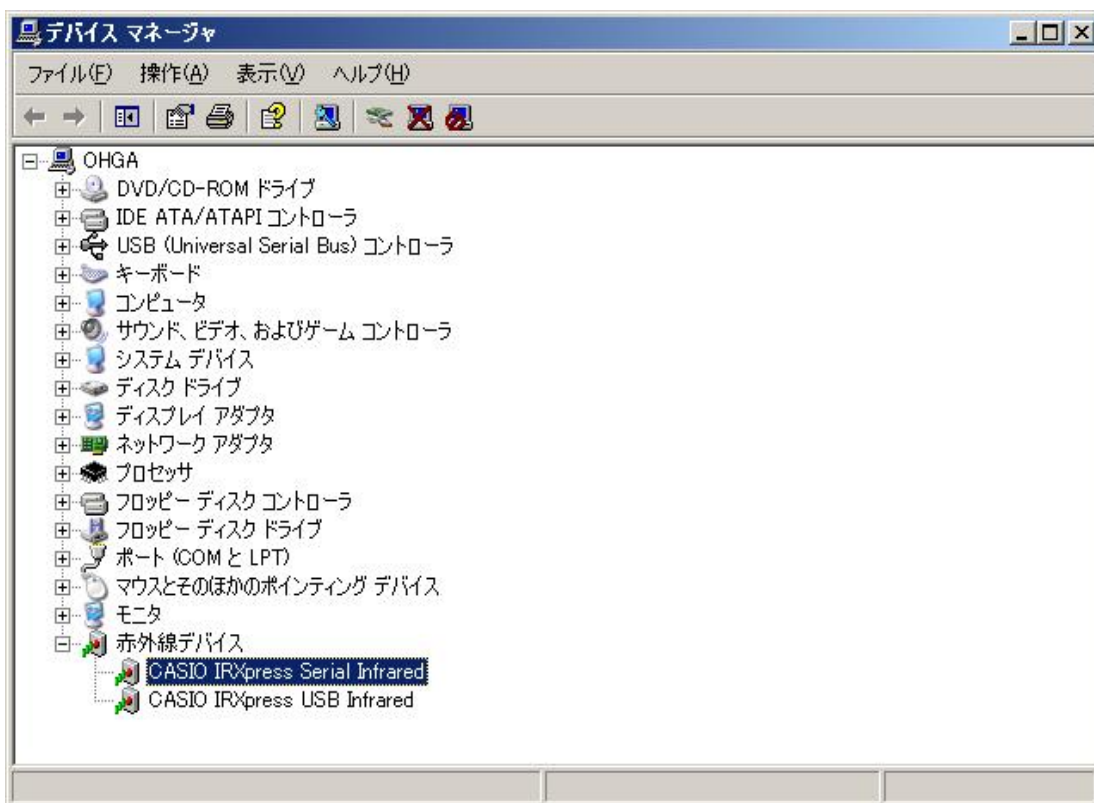 デバイス マネージャ
ファイル(F) 操作(A) 表示(V) ヘルプ(H)
OHGA
DVD/CD-ROM ドライブ
IDE ATA/ATAPI コントローラ
USB (Universal Serial Bus) コントローラ
キーボード
コンピュータ
サウンド、ビデオ、およびゲーム コントローラ
システム デバイス
ディスク ドライブ
ディスプレイ アダプタ
ネットワーク アダプタ
プロセッサ
フロッピー ディスク コントローラ
フロッピー ディスク ドライブ
ポート (COM と LPT)
マウスとそのほかのポインティング デバイス
モニタ
赤外線デバイス
CASIO IRXpress Serial Infrared
CASIO IRXpress USB Infrared